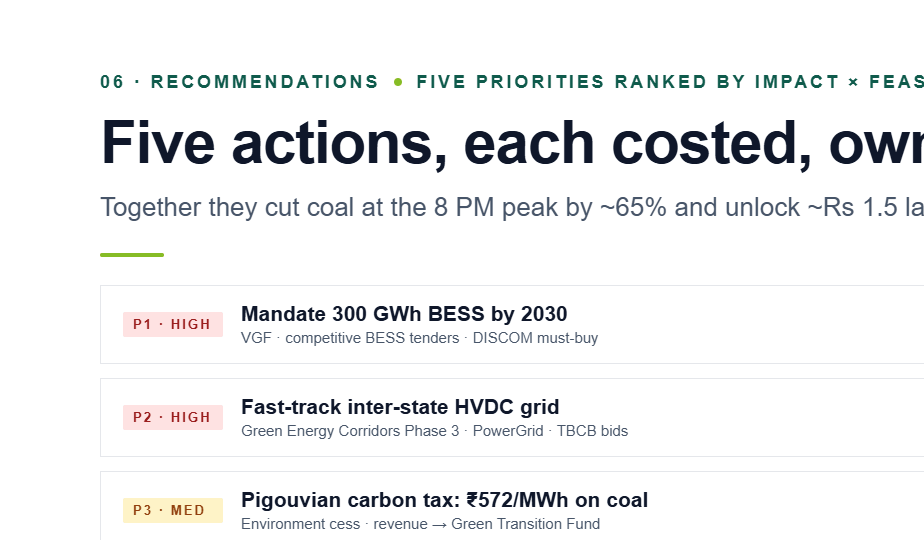 06 · RECOMMENDATIONS • FIVE PRIORITIES RANKED BY IMPACT × FEAS
Five actions, each costed, own
Together they cut coal at the 8 PM peak by ~65% and unlock ~Rs 1.5 la
P1 · HIGH
Mandate 300 GWh BESS by 2030
VGF · competitive BESS tenders · DISCOM must-buy
P2 · HIGH
Fast-track inter-state HVDC grid
Green Energy Corridors Phase 3 · PowerGrid · TBCB bids
P3 · MED
Pigouvian carbon tax: ₹572/MWh on coal
Environment cess · revenue → Green Transition Fund